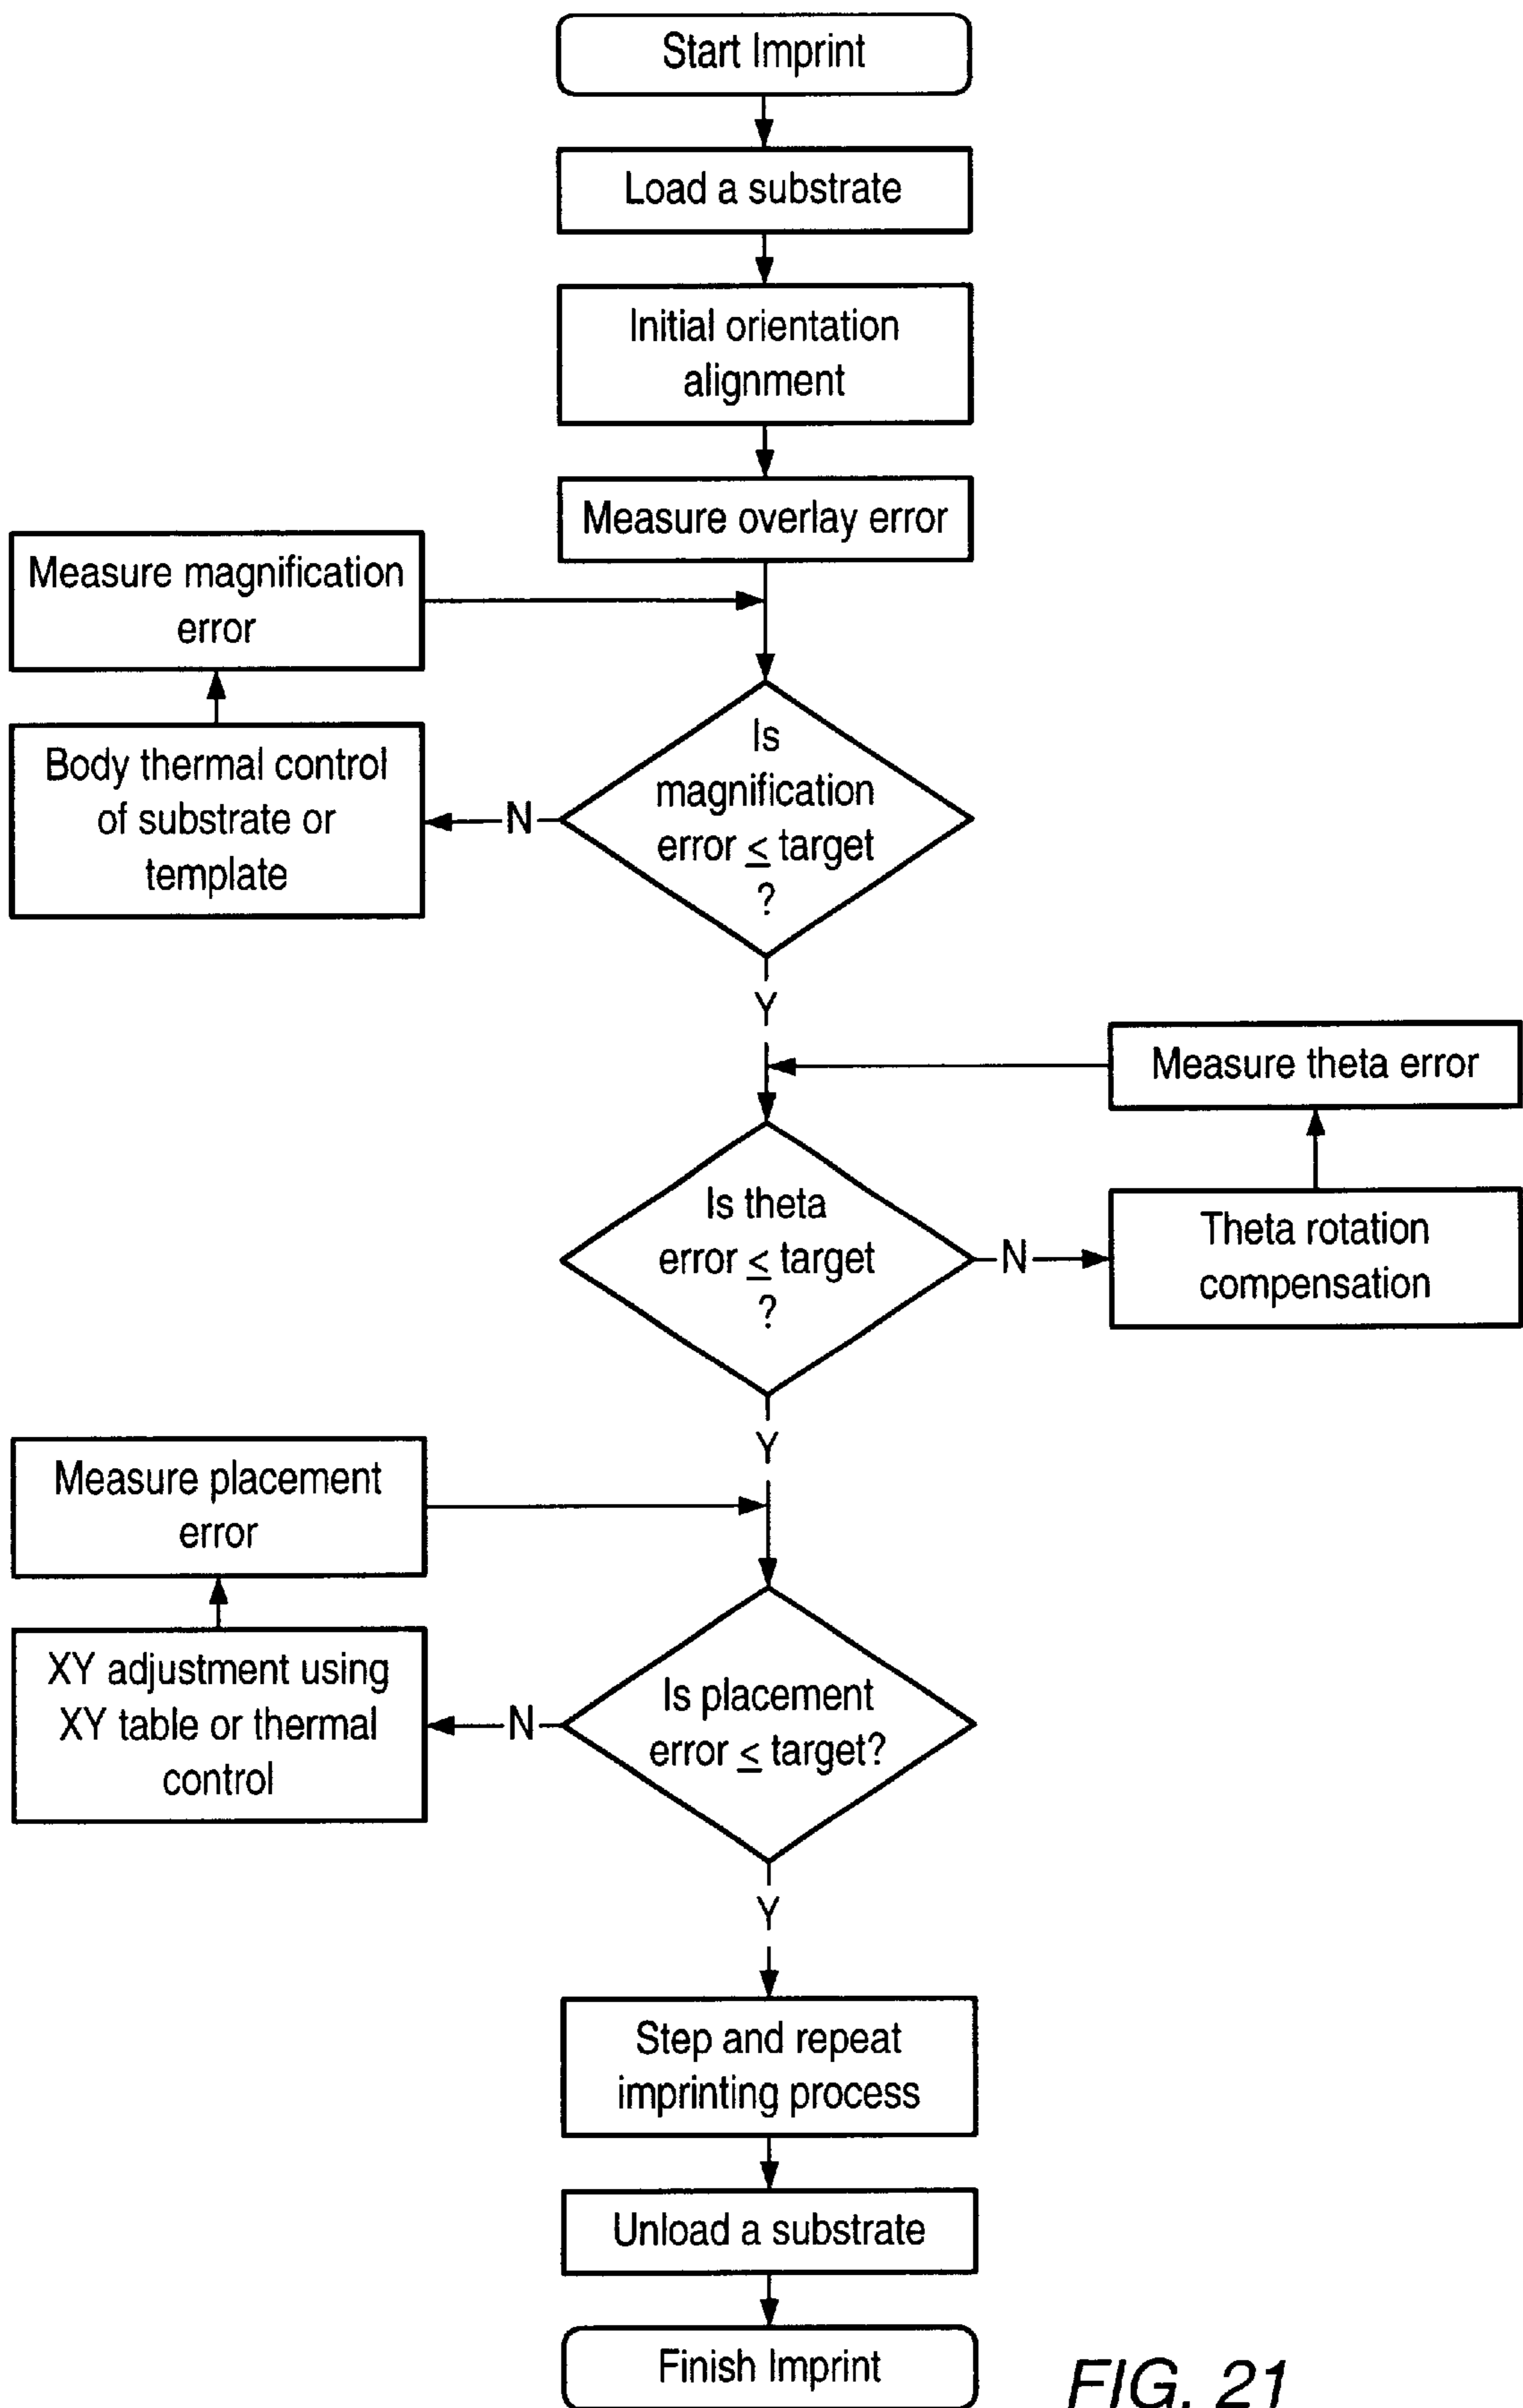 Start Imprint
Load a substrate
Initial orientation
alignment
Measure overlay error
Measure magnification
error
Body thermal control
of substrate or
template
N
Is
magnification
error ≤ target
?
Y
Measure theta error
Is theta
error ≤ target
?
N
Theta rotation
compensation
Y
Measure placement
error
XY adjustment using
XY table or thermal
control
N
Is placement
error ≤ target?
Y
Step and repeat
imprinting process
Unload a substrate
Finish Imprint
FIG. 21